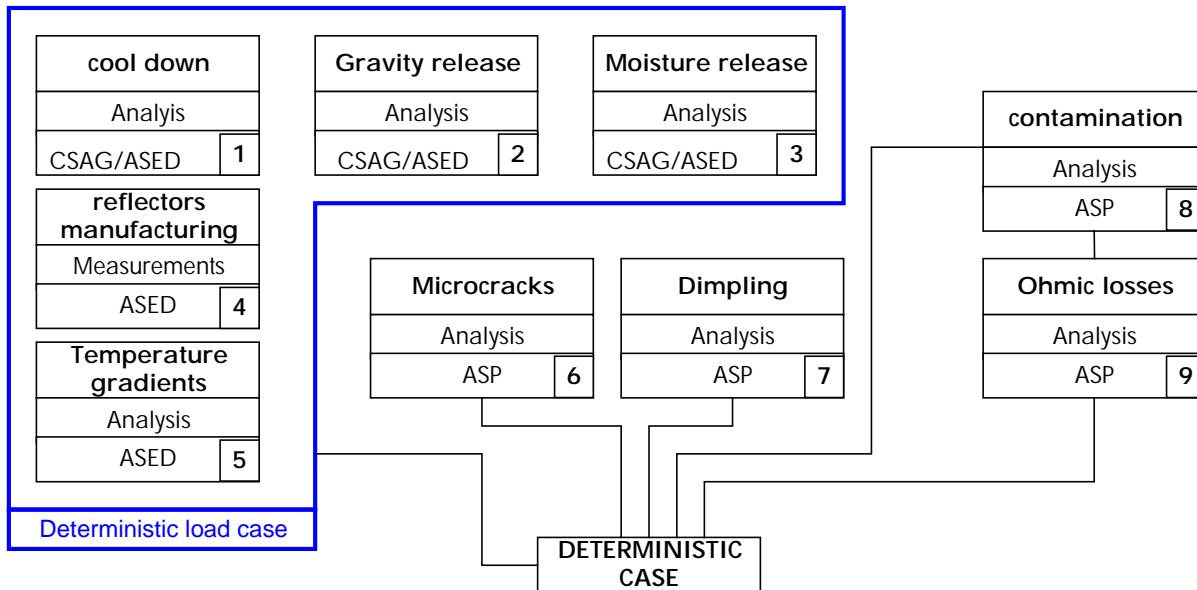 cool down
Analyis
CSAG/ASED
1
Gravity release
Analysis
CSAG/ASED
2
Moisture release
Analysis
CSAG/ASED
3
reflectors
manufacturing
Measurements
ASED
4
Temperature
gradients
Analysis
ASED
5
Deterministic load case
Microcracks
Analysis
ASP
6
Dimpling
Analysis
ASP
7
contamination
Analysis
ASP
8
Ohmic losses
Analysis
ASP
9
DETERMINISTIC
CASE